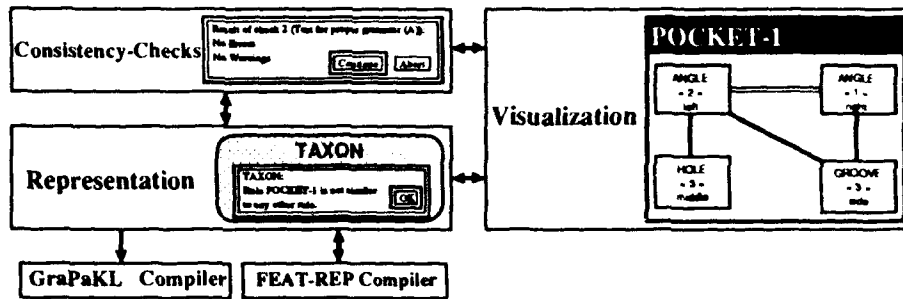 Consistency-Checks
Result of check 2 (Test for proper generator (A)):
No Errors
No Warnings
Continue Abort
Visualization
POCKET-1
ANGLE
- 2 -
left
ANGLE
- 1 -
right
HOLE
- 3 -
middle
GROOVE
- 3 -
side
Representation
TAXON
TAXON:
Rule POCKET-1 is not similar
to any other rule.
OK
GraPaKL Compiler
FEAT-REP Compiler